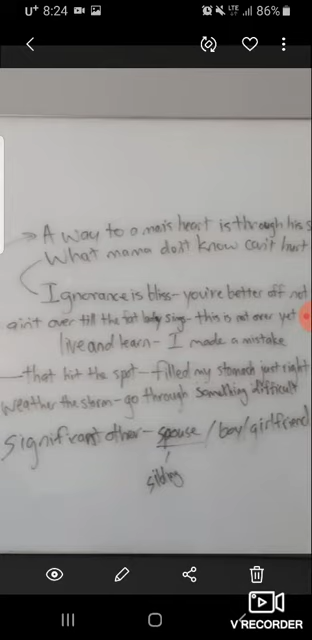 U+ 8:24
LTE 86%
A way to a man's heart is through his s
What mama don't know can't hurt
Ignorance is bliss - you're better off not
ain't over till the fat lady sings - this is not over yet
live and learn - I made a mistake
that hit the spot - filled my stomach just right
weather the storm - go through something difficult
significant other - spouse / boy/girlfriend
sibling
V RECORDER